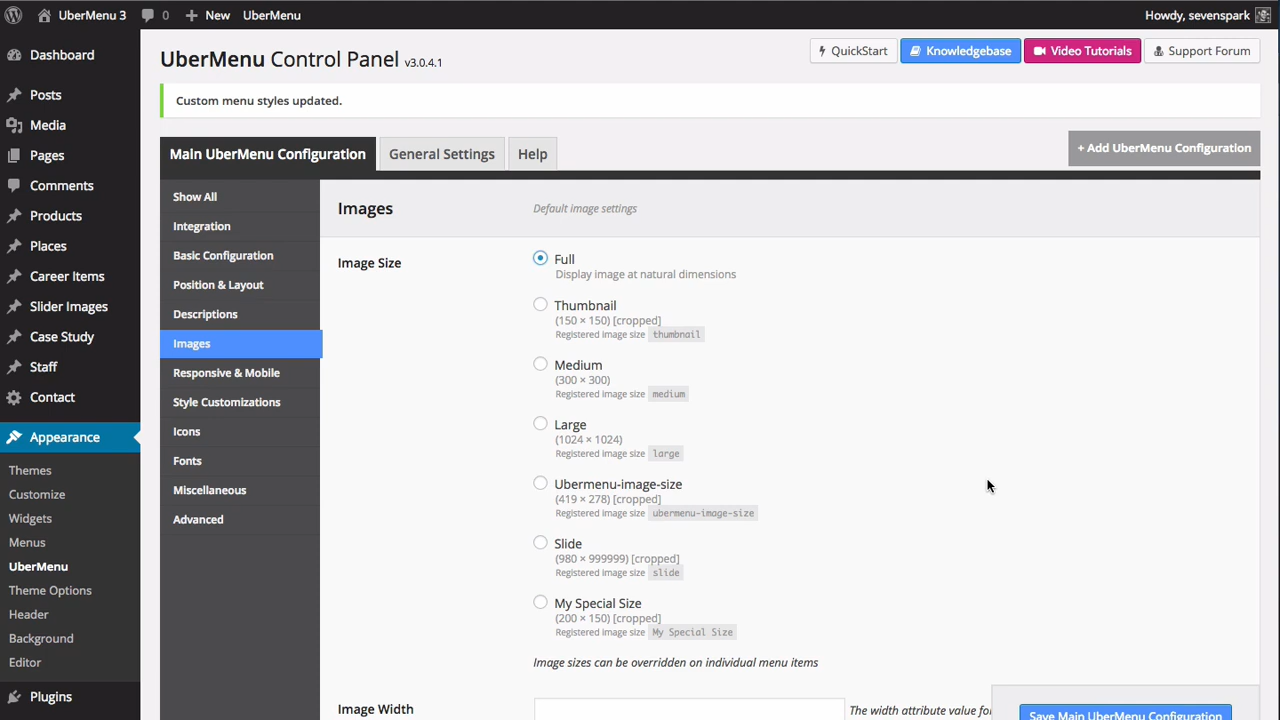 UberMenu 3 0 New UberMenu Howdy, sevenspark
Dashboard
Posts
Media
Pages
Comments
Products
Places
Career Items
Slider Images
Case Study
Staff
Contact
Appearance
Themes
Customize
Widgets
Menus
UberMenu
Theme Options
Header
Background
Editor
Plugins
UberMenu Control Panel v3.0.4.1
QuickStart Knowledgebase Video Tutorials Support Forum
Custom menu styles updated.
Main UberMenu Configuration General Settings Help + Add UberMenu Configuration
Show All
Integration
Basic Configuration
Position & Layout
Descriptions
Images
Responsive & Mobile
Style Customizations
Icons
Fonts
Miscellaneous
Advanced
Images Default image settings
Image Size
Full
Display image at natural dimensions
Thumbnail
(150 × 150) [cropped]
Registered image size thumbnail
Medium
(300 × 300)
Registered image size medium
Large
(1024 × 1024)
Registered image size large
Ubermenu-image-size
(419 × 278) [cropped]
Registered image size ubermenu-image-size
Slide
(980 × 999999) [cropped]
Registered image size slide
My Special Size
(200 × 150) [cropped]
Registered image size My Special Size
Image sizes can be overridden on individual menu items
Image Width The width attribute value for
Save Main UberMenu Configuration